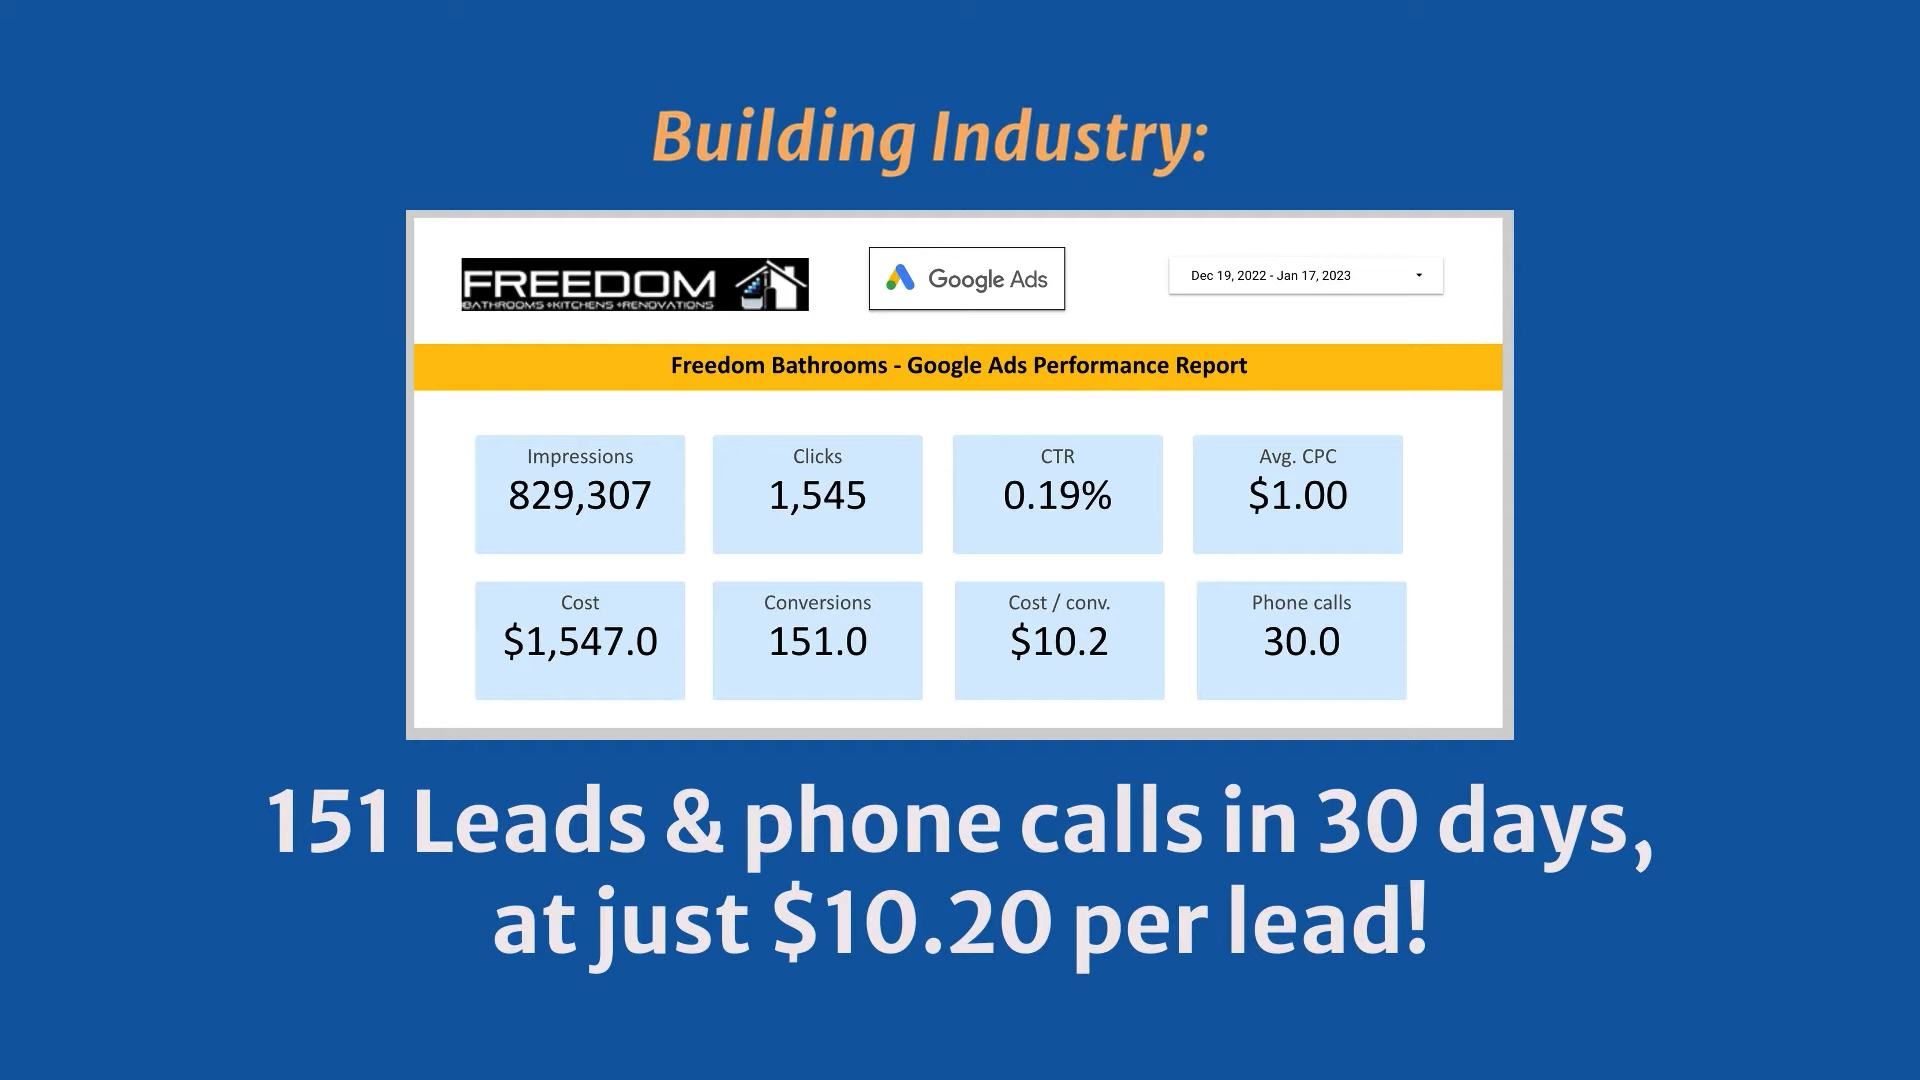 Building Industry:
FREEDOM
BATHROOMS +KITCHENS +RENOVATIONS
Google Ads
Dec 19, 2022 - Jan 17, 2023
Freedom Bathrooms - Google Ads Performance Report
Impressions Clicks CTR Avg. CPC
829,307 1,545 0.19% $1.00
Cost Conversions Cost / conv. Phone calls
$1,547.0 151.0 $10.2 30.0
151 Leads & phone calls in 30 days,
at just $10.20 per lead!